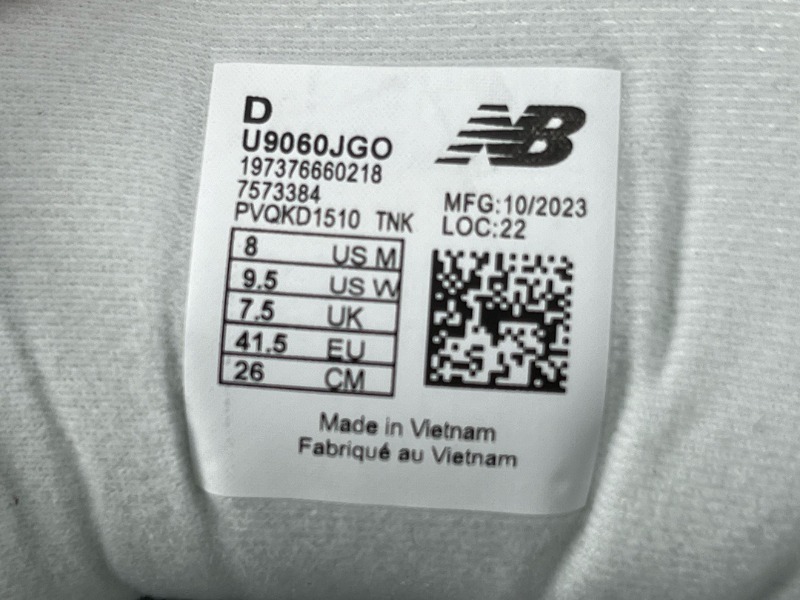 D
U9060JGO
197376660218
7573384
PVQKD1510 TNK
8 US M
9.5 US W
7.5 UK
41.5 EU
26 CM
NB
MFG:10/2023
LOC:22
Made in Vietnam
Fabriqué au Vietnam